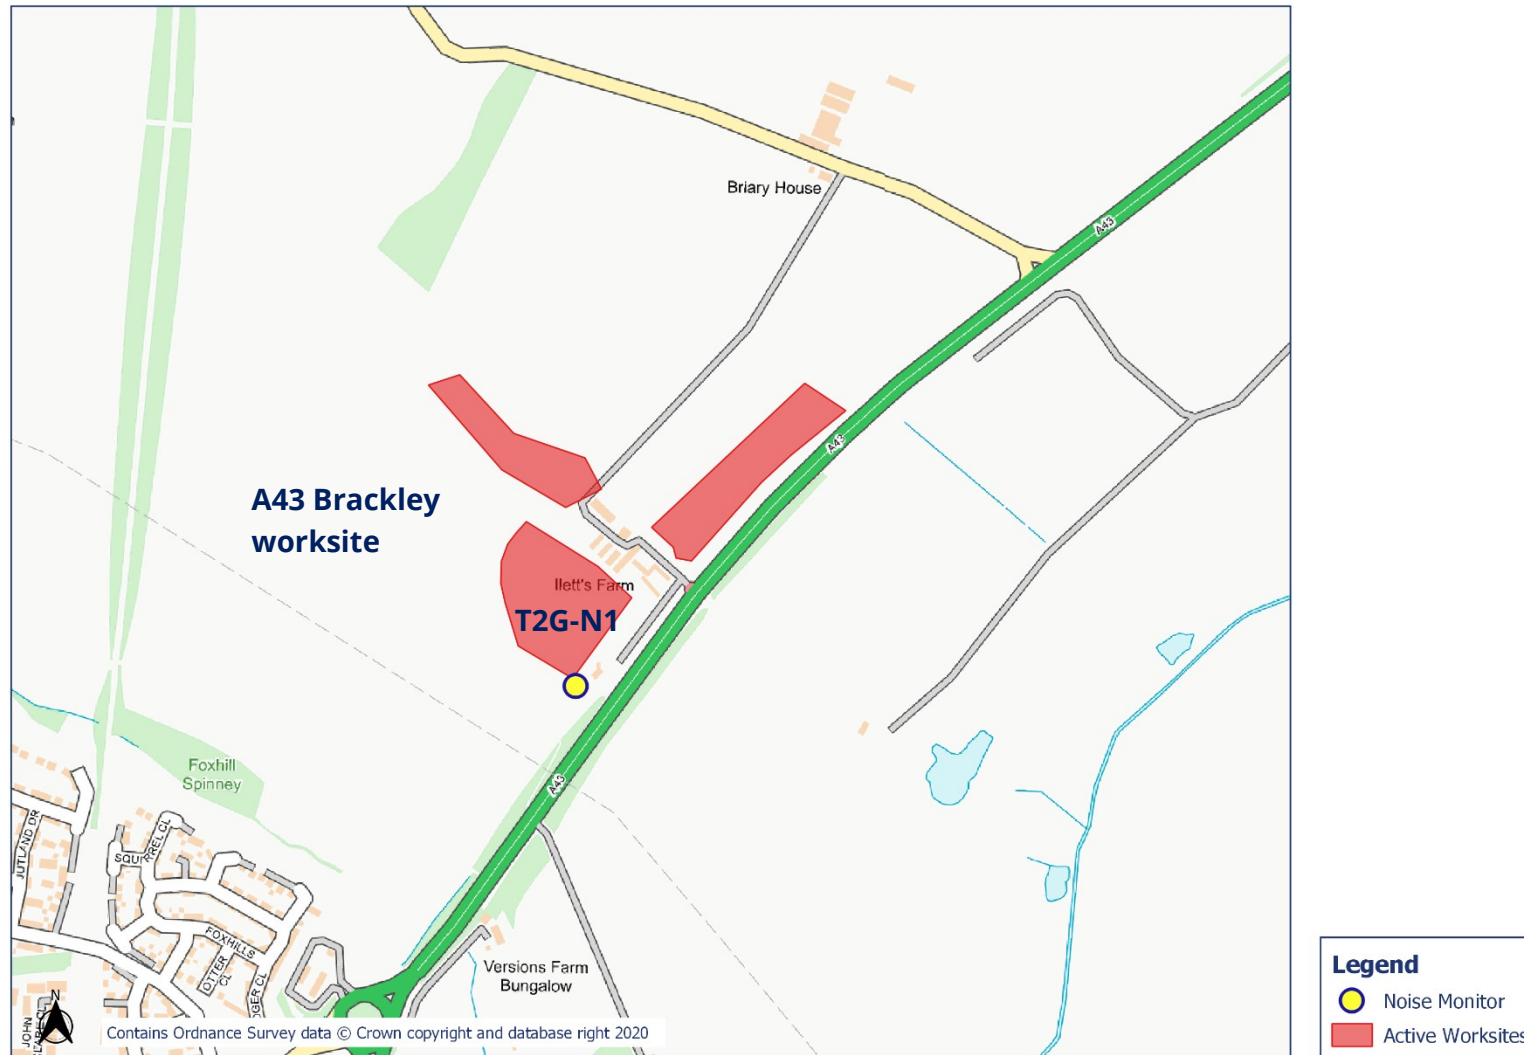 Briary House
A43
A43
A43 Brackley
worksite
Ilett's Farm
T2G-N1
A43
Foxhill
Spinney
JUTLAND DR
SQUIRREL CL
FOXHILLS
OTTER
CL
Versions Farm
Bungalow
N
JOHN
Contains Ordnance Survey data © Crown copyright and database right 2020
Legend
Noise Monitor
Active Worksites